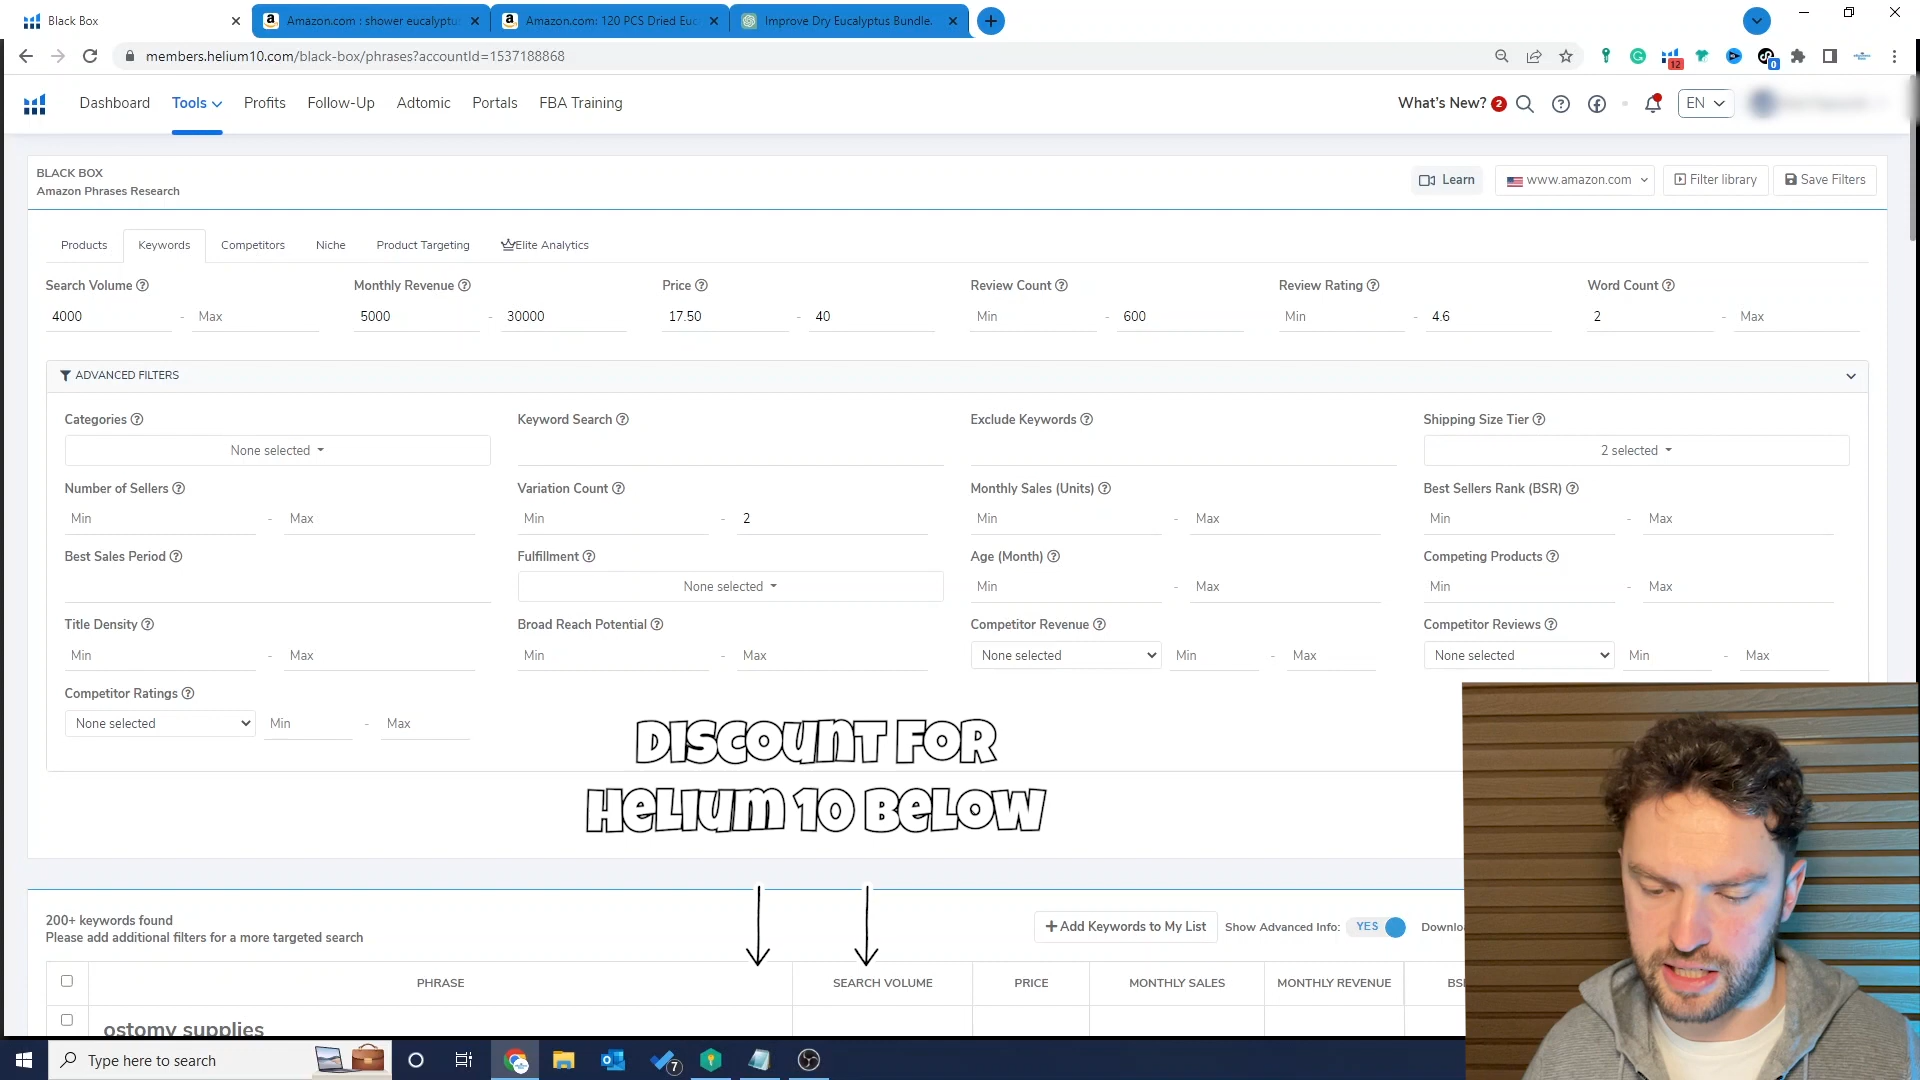 Black Box
Amazon.com : shower eucalyptus
Amazon.com: 120 PCS Dried Euc
Improve Dry Eucalyptus Bundle.
members.helium10.com/black-box/phrases?accountId=1537188868
12
0
Dashboard
Tools
Profits
Follow-Up
Adtomic
Portals
FBA Training
What's New? 2
EN
BLACK BOX
Amazon Phrases Research
Learn
www.amazon.com
Filter library
Save Filters
Products
Keywords
Competitors
Niche
Product Targeting
Elite Analytics
Search Volume
Monthly Revenue
Price
Review Count
Review Rating
Word Count
4000 - Max
5000 - 30000
17.50 - 40
Min - 600
Min - 4.6
2 - Max
ADVANCED FILTERS
Categories
Keyword Search
Exclude Keywords
Shipping Size Tier
None selected
2 selected
Number of Sellers
Variation Count
Monthly Sales (Units)
Best Sellers Rank (BSR)
Min - Max
Min - 2
Min - Max
Min - Max
Best Sales Period
Fulfillment
Age (Month)
Competing Products
None selected
Min - Max
Min - Max
Title Density
Broad Reach Potential
Competitor Revenue
Competitor Reviews
Min - Max
Min - Max
None selected
Min - Max
None selected
Min - Max
Competitor Ratings
None selected
Min - Max
DISCOUNT FOR
HELIUM 10 BELOW
200+ keywords found
Please add additional filters for a more targeted search
+ Add Keywords to My List
Show Advanced Info: YES
Downlo
PHRASE
SEARCH VOLUME
PRICE
MONTHLY SALES
MONTHLY REVENUE
BS
ostomy supplies
Type here to search
7